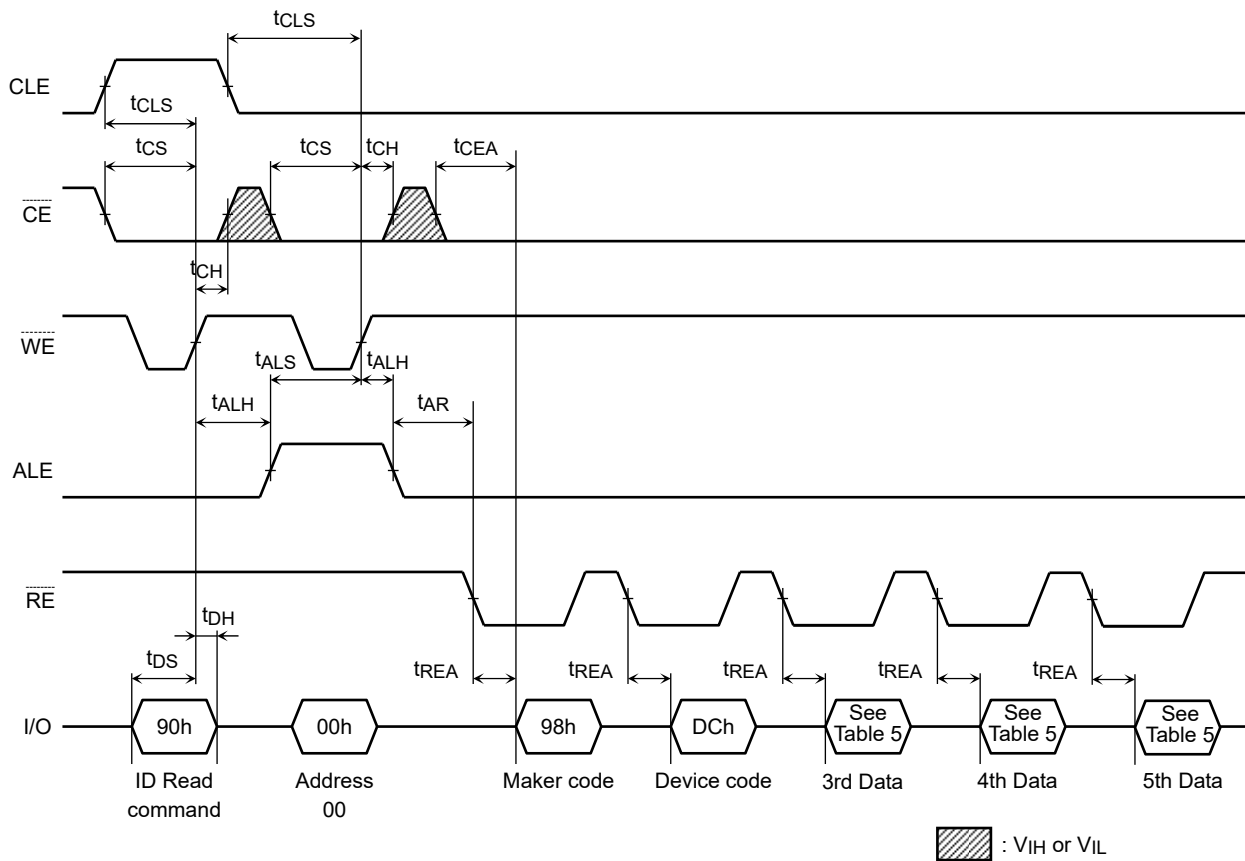 tCLS
CLE
tCLS
tCS
tCS
tCH
tCEA
CE
tCH
WE
tALS
tALH
tALH
tAR
ALE
RE
tDH
tDS
tREA
tREA
tREA
tREA
tREA
I/O
90h
00h
98h
DCh
See
Table 5
See
Table 5
See
Table 5
ID Read
command
Address
00
Maker code
Device code
3rd Data
4th Data
5th Data
: VIH or VIL